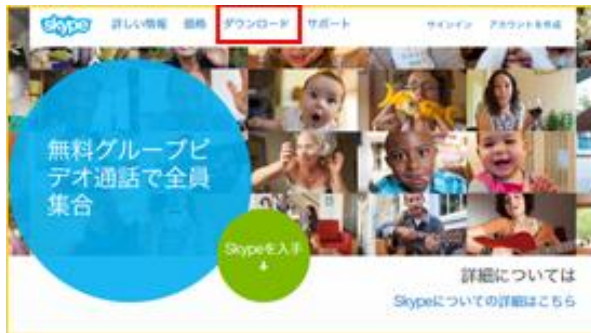 skype 詳しい情報 価格 ダウンロード サポート サインイン アカウントを作成
無料グループビ
デオ通話で全員
集合
Skypeを入手
詳細については
Skypeについての詳細はこちら